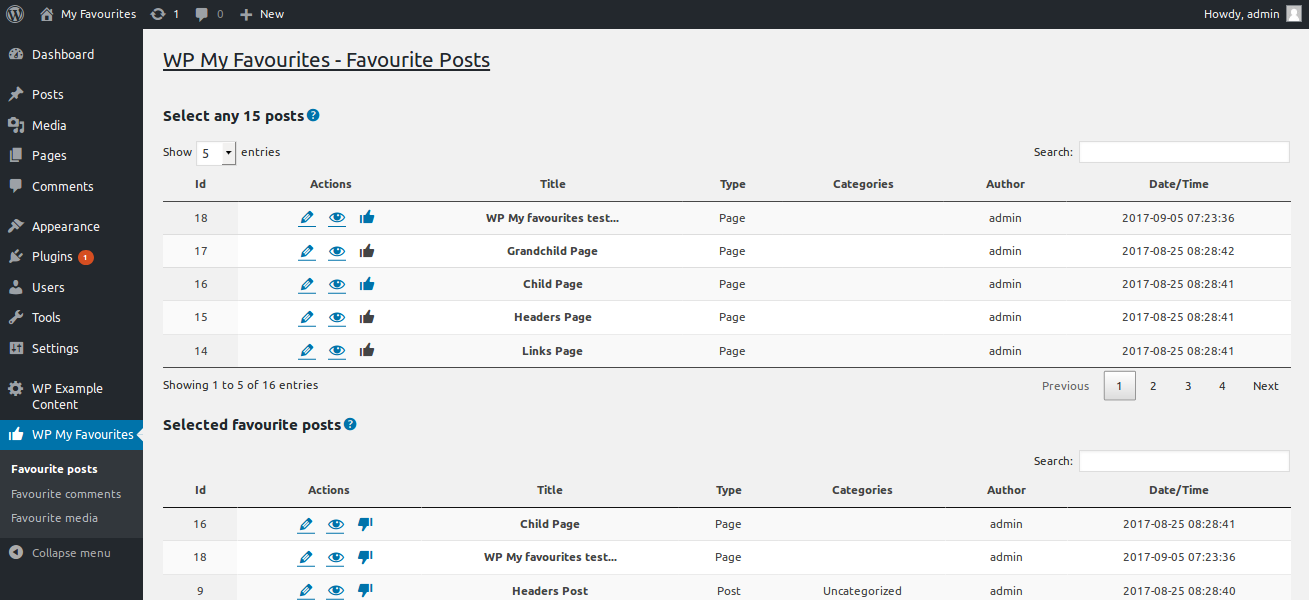 My Favourites 1 0 New Howdy, admin
Dashboard
Posts
Media
Pages
Comments
Appearance
Plugins 1
Users
Tools
Settings
WP Example
Content
WP My Favourites
Favourite posts
Favourite comments
Favourite media
Collapse menu
WP My Favourites - Favourite Posts
Select any 15 posts ?
Show 5 entries Search:
Id Actions Title Type Categories Author Date/Time
18 WP My favourites test... Page admin 2017-09-05 07:23:36
17 Grandchild Page Page admin 2017-08-25 08:28:42
16 Child Page Page admin 2017-08-25 08:28:41
15 Headers Page Page admin 2017-08-25 08:28:41
14 Links Page Page admin 2017-08-25 08:28:41
Showing 1 to 5 of 16 entries Previous 1 2 3 4 Next
Selected favourite posts ?
Search:
Id Actions Title Type Categories Author Date/Time
16 Child Page Page admin 2017-08-25 08:28:41
18 WP My favourites test... Page admin 2017-09-05 07:23:36
9 Headers Post Post Uncategorized admin 2017-08-25 08:28:40